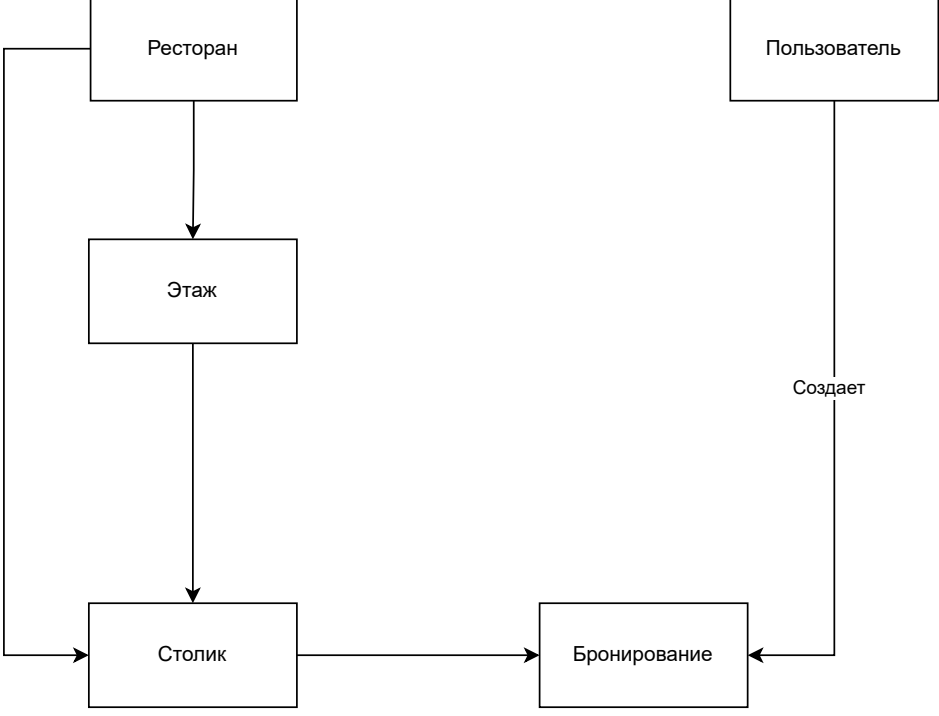 Ресторан
Пользователь
Этаж
Создает
Столик
Бронирование